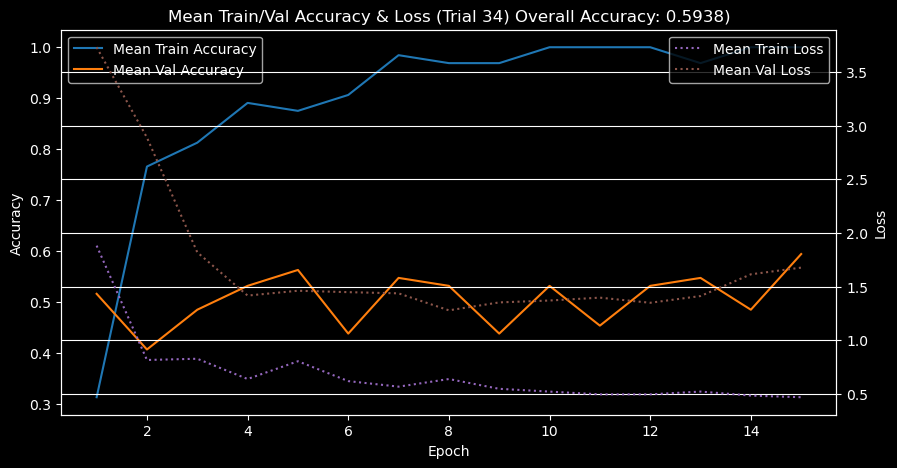 Mean Train/Val Accuracy & Loss (Trial 34) Overall Accuracy: 0.5938)
Mean Train Accuracy
Mean Val Accuracy
Mean Train Loss
Mean Val Loss
1.0
0.9
0.8
0.7
0.6
0.5
0.4
0.3
Accuracy
3.5
3.0
2.5
2.0
1.5
1.0
0.5
Loss
2 4 6 8 10 12 14
Epoch